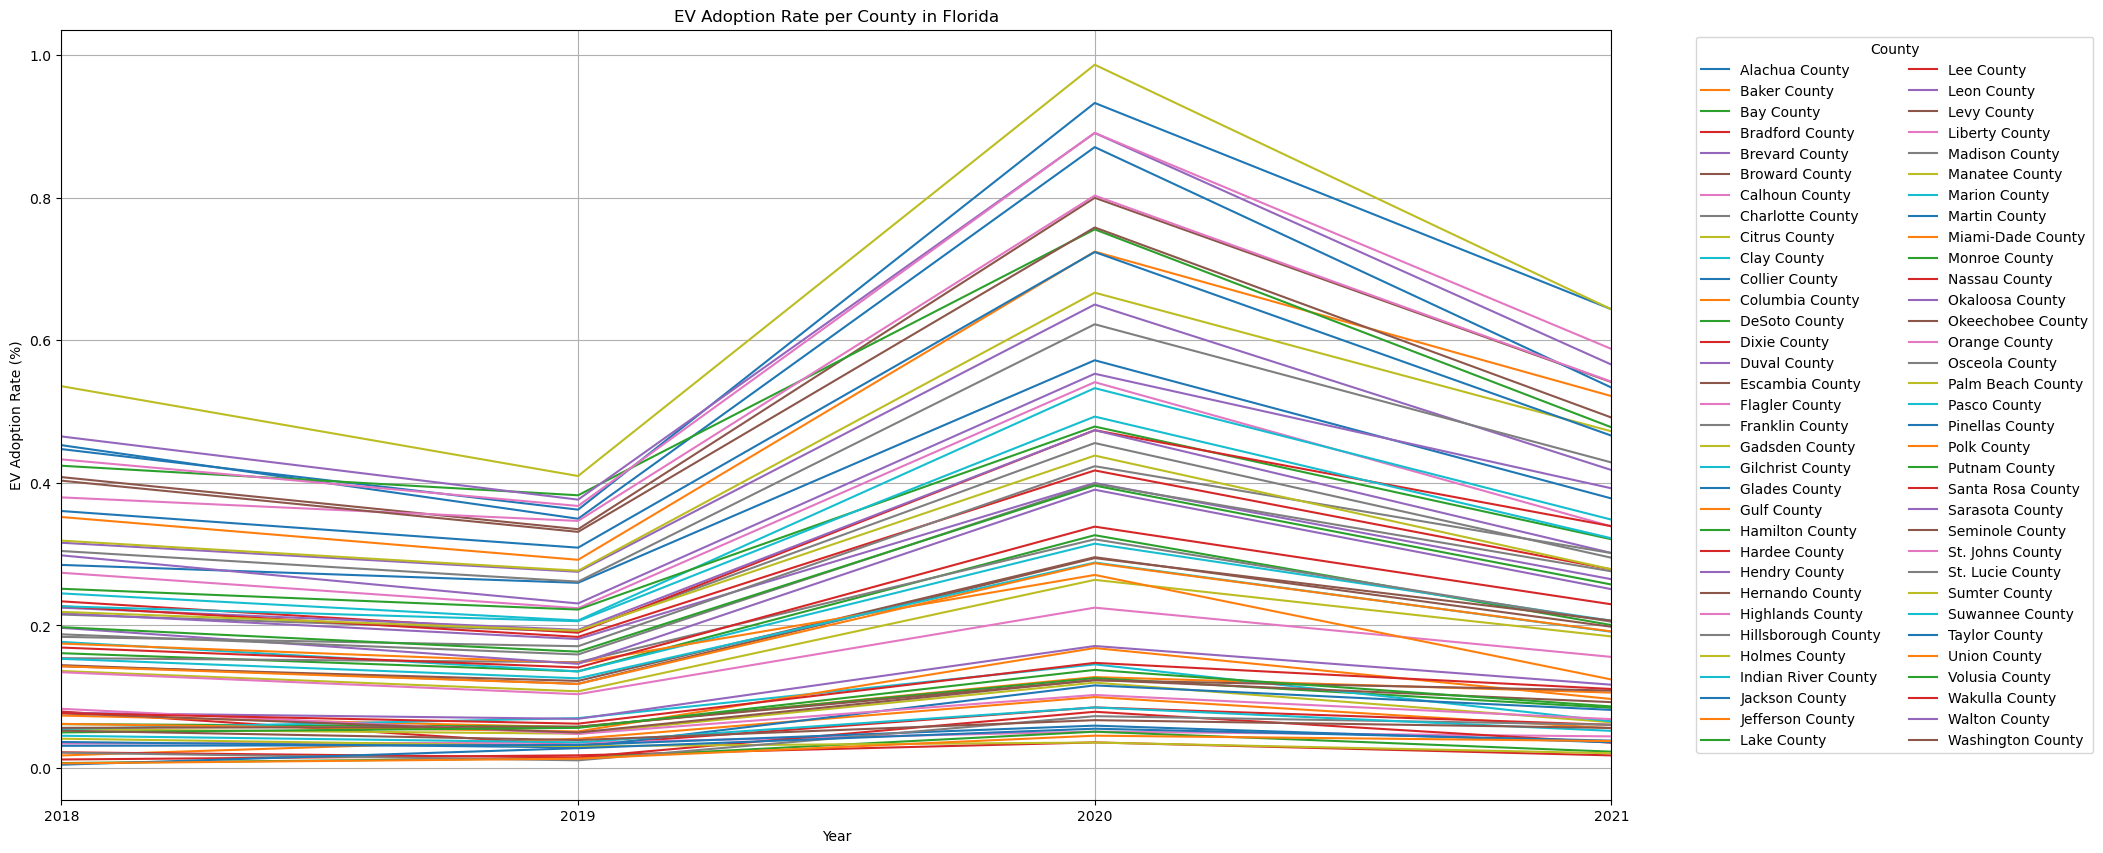 EV Adoption Rate per County in Florida
EV Adoption Rate (%)
1.0
0.8
0.6
0.4
0.2
0.0
2018
2019
2020
2021
Year
County
Alachua County
Baker County
Bay County
Bradford County
Brevard County
Broward County
Calhoun County
Charlotte County
Citrus County
Clay County
Collier County
Columbia County
DeSoto County
Dixie County
Duval County
Escambia County
Flagler County
Franklin County
Gadsden County
Gilchrist County
Glades County
Gulf County
Hamilton County
Hardee County
Hendry County
Hernando County
Highlands County
Hillsborough County
Holmes County
Indian River County
Jackson County
Jefferson County
Lake County
Lee County
Leon County
Levy County
Liberty County
Madison County
Manatee County
Marion County
Martin County
Miami-Dade County
Monroe County
Nassau County
Okaloosa County
Okeechobee County
Orange County
Osceola County
Palm Beach County
Pasco County
Pinellas County
Polk County
Putnam County
Santa Rosa County
Sarasota County
Seminole County
St. Johns County
St. Lucie County
Sumter County
Suwannee County
Taylor County
Union County
Volusia County
Wakulla County
Walton County
Washington County